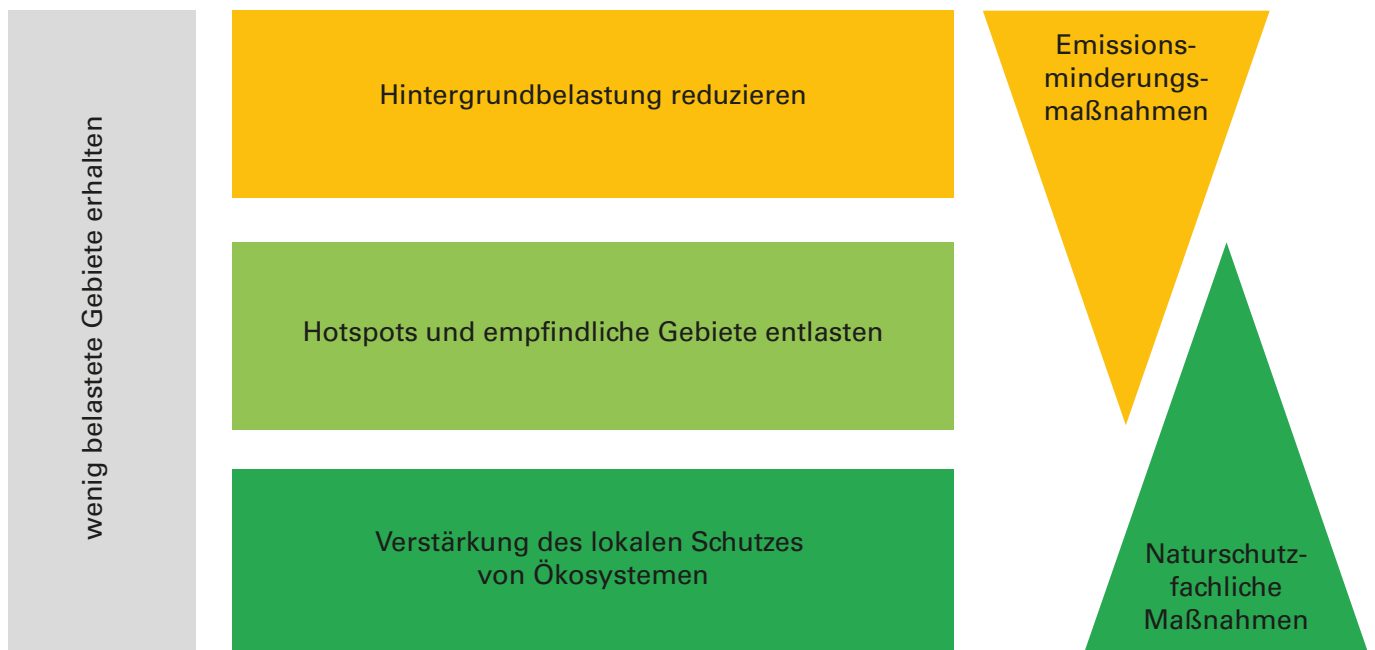 wenig belastete Gebiete erhalten
Hintergrundbelastung reduzieren
Emissions-
minderungs-
maßnahmen
Hotspots und empfindliche Gebiete entlasten
Verstärkung des lokalen Schutzes
von Ökosystemen
Naturschutz-
fachliche
Maßnahmen